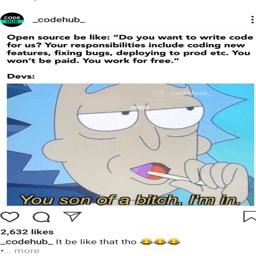 CODE
HUB
_codehub_
Open source be like: “Do you want to write code
for us? Your responsibilities include coding new
features, fixing bugs, deploying to prod etc. You
won’t be paid. You work for free.”
Devs:
You son of a bitch, I'm in.
2,632 likes
_codehub_ It be like that tho 😂😂😂
•... more